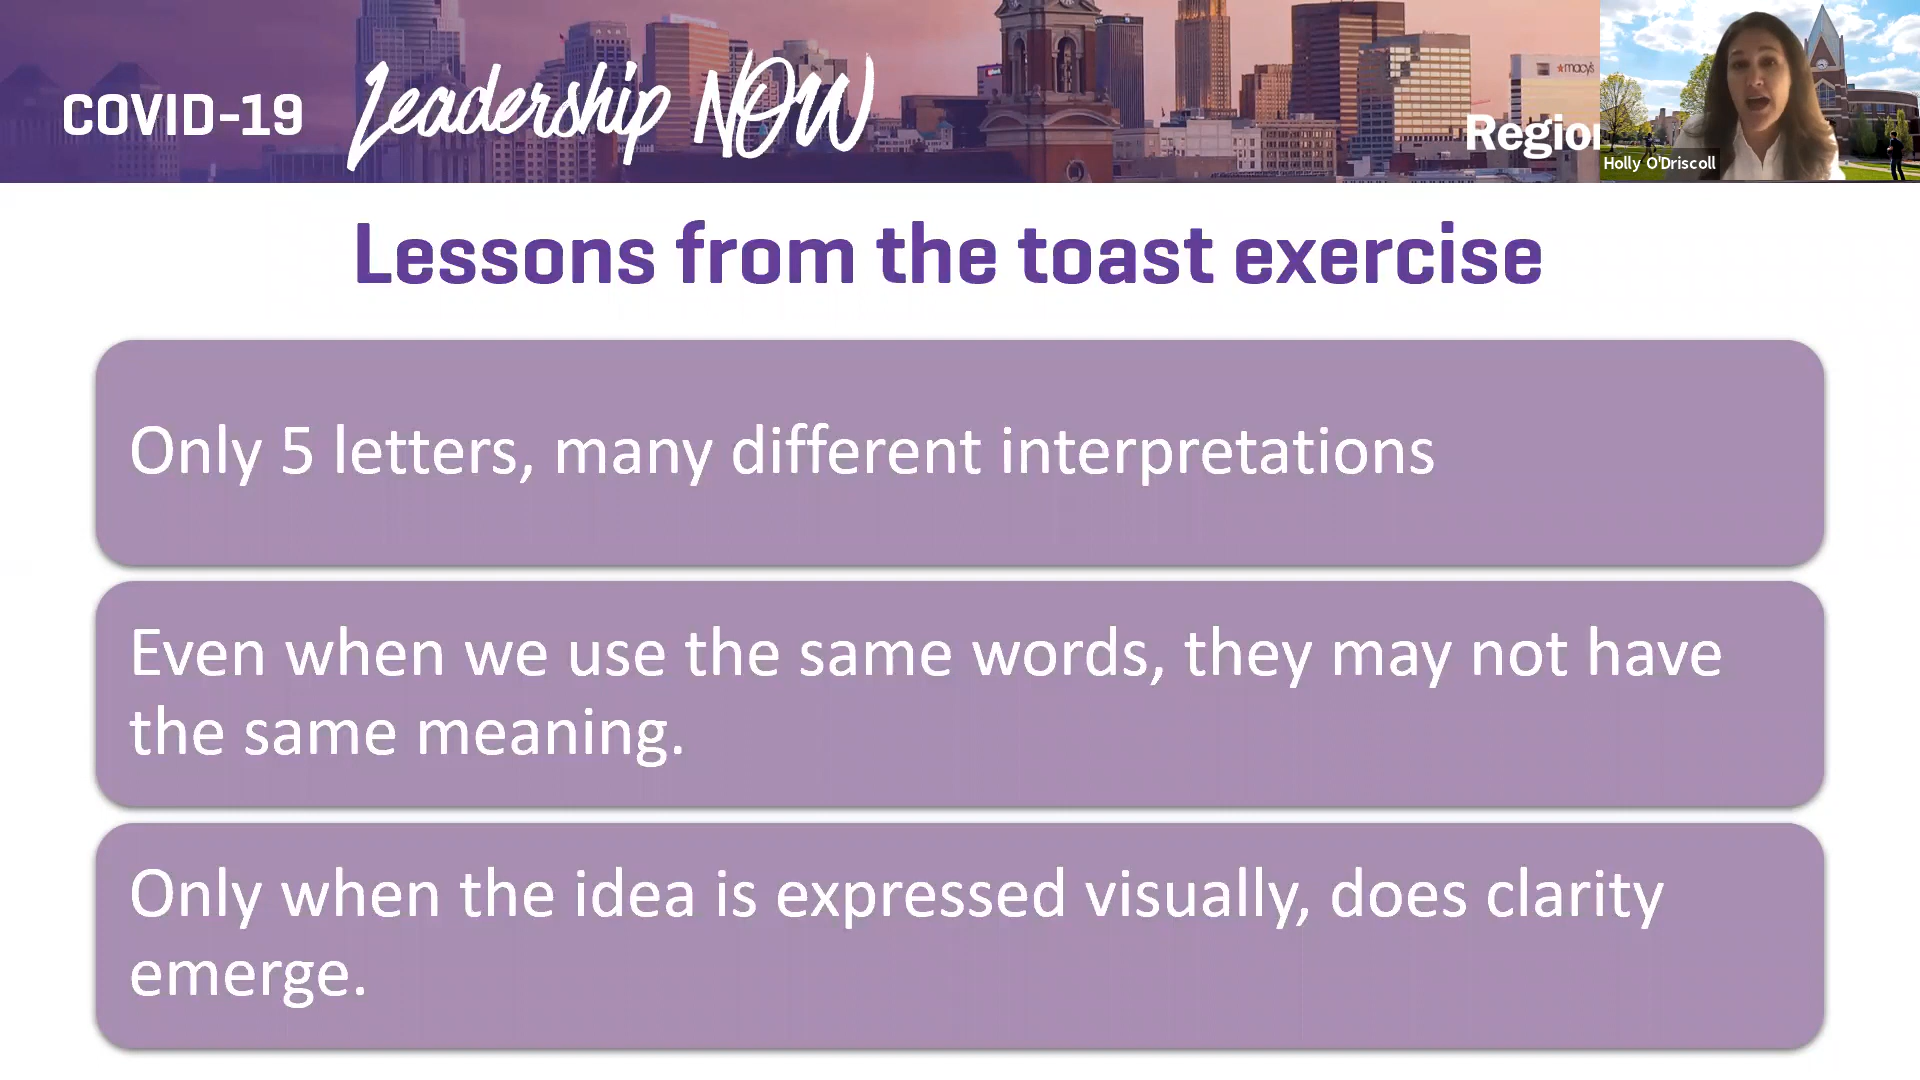 COVID-19 Leadership NOW
★macy's
Region
Holly O'Driscoll
Lessons from the toast exercise
Only 5 letters, many different interpretations
Even when we use the same words, they may not have
the same meaning.
Only when the idea is expressed visually, does clarity
emerge.